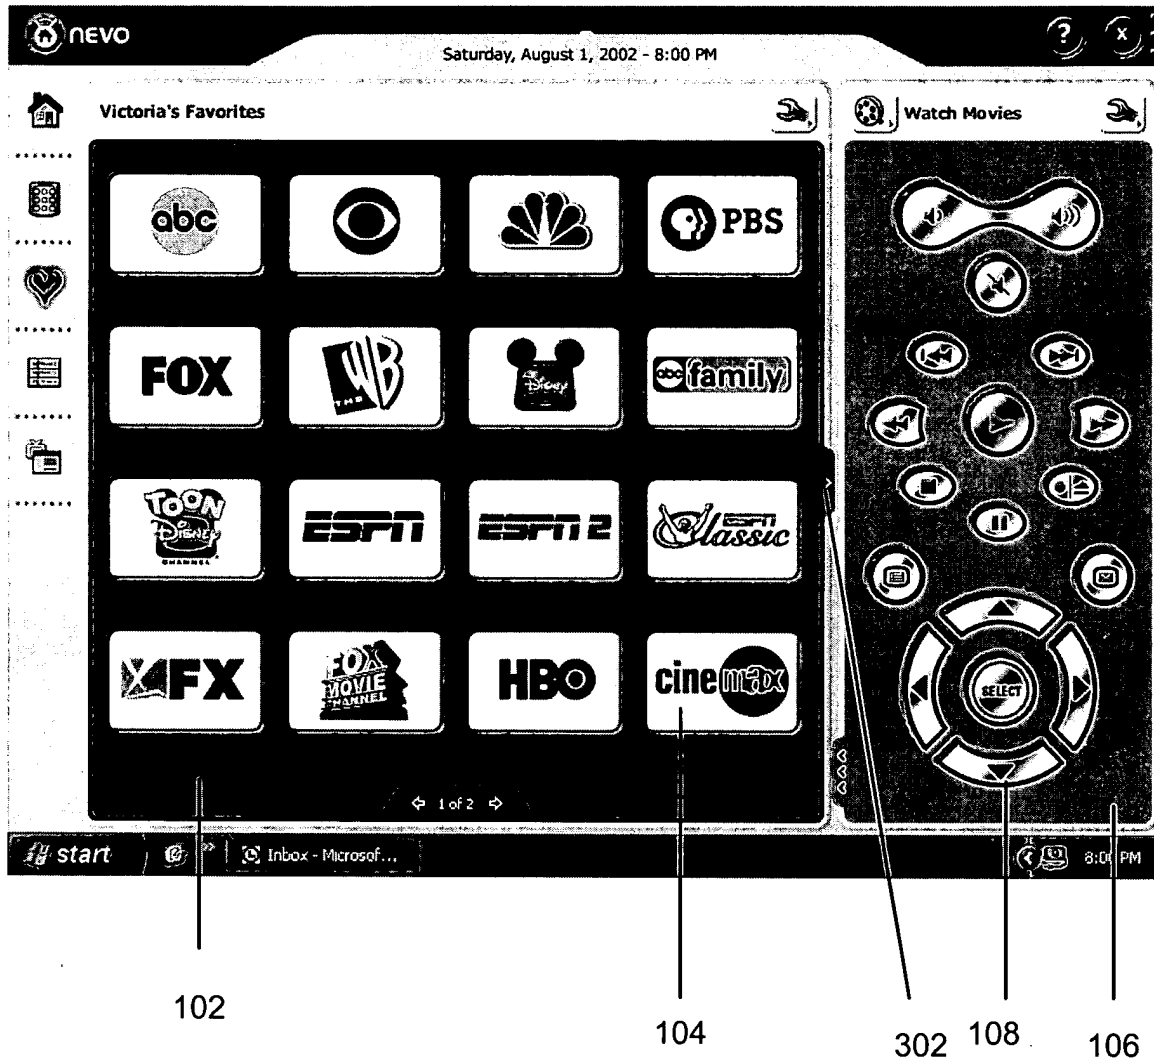 nevo
? x
Saturday, August 1, 2002 - 8:00 PM
Victoria's Favorites
Watch Movies
abc
PBS
FOX
THE WB
Disney
abc family
TOON DISNEY CHANNEL
ESPN
ESPN 2
ESPN Classic
FX
FOX MOVIE CHANNEL
HBO
cinemax
SELECT
1 of 2
start
Inbox - Microsof...
8:00 PM
102
104
302
108
106